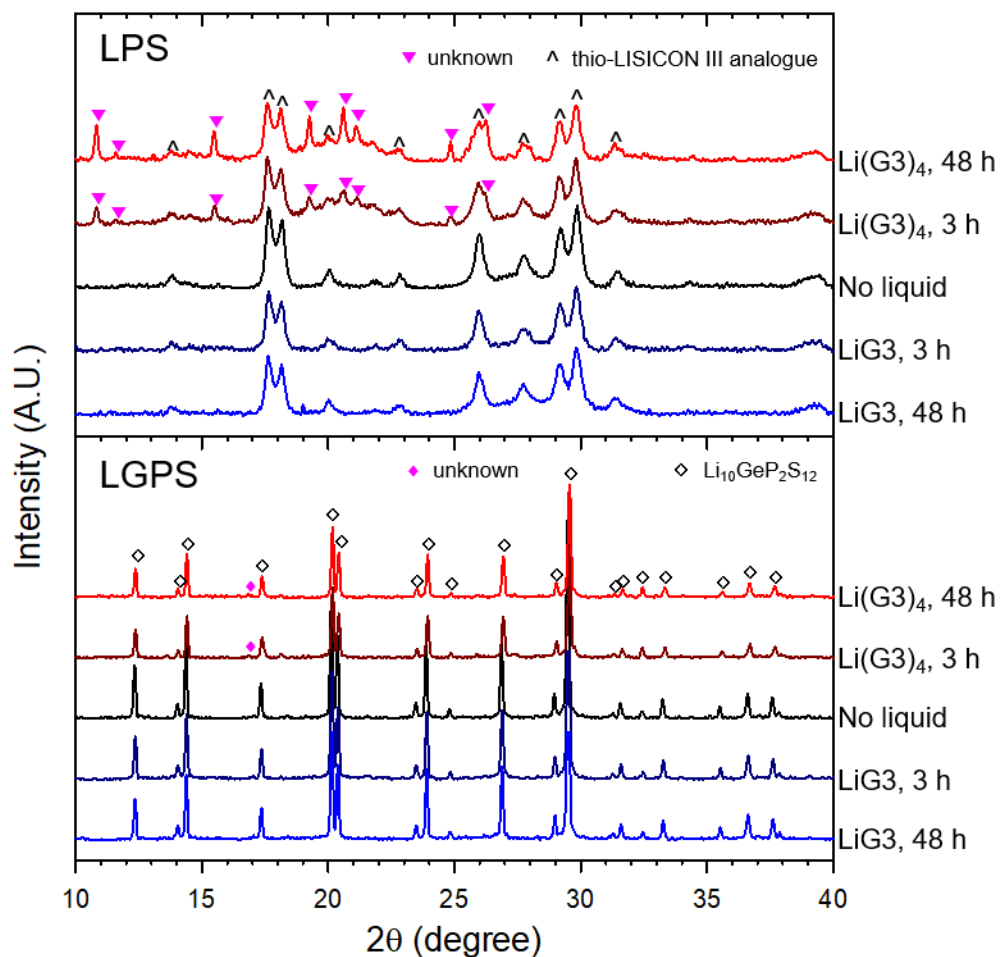 LPS
▼ unknown ^ thio-LISICON III analogue
Li(G3)₄, 48 h
Li(G3)₄, 3 h
No liquid
LiG3, 3 h
LiG3, 48 h
Intensity (A.U.)
LGPS
♦ unknown ◇ Li₁₀GeP₂S₁₂
Li(G3)₄, 48 h
Li(G3)₄, 3 h
No liquid
LiG3, 3 h
LiG3, 48 h
10 15 20 25 30 35 40
2θ (degree)